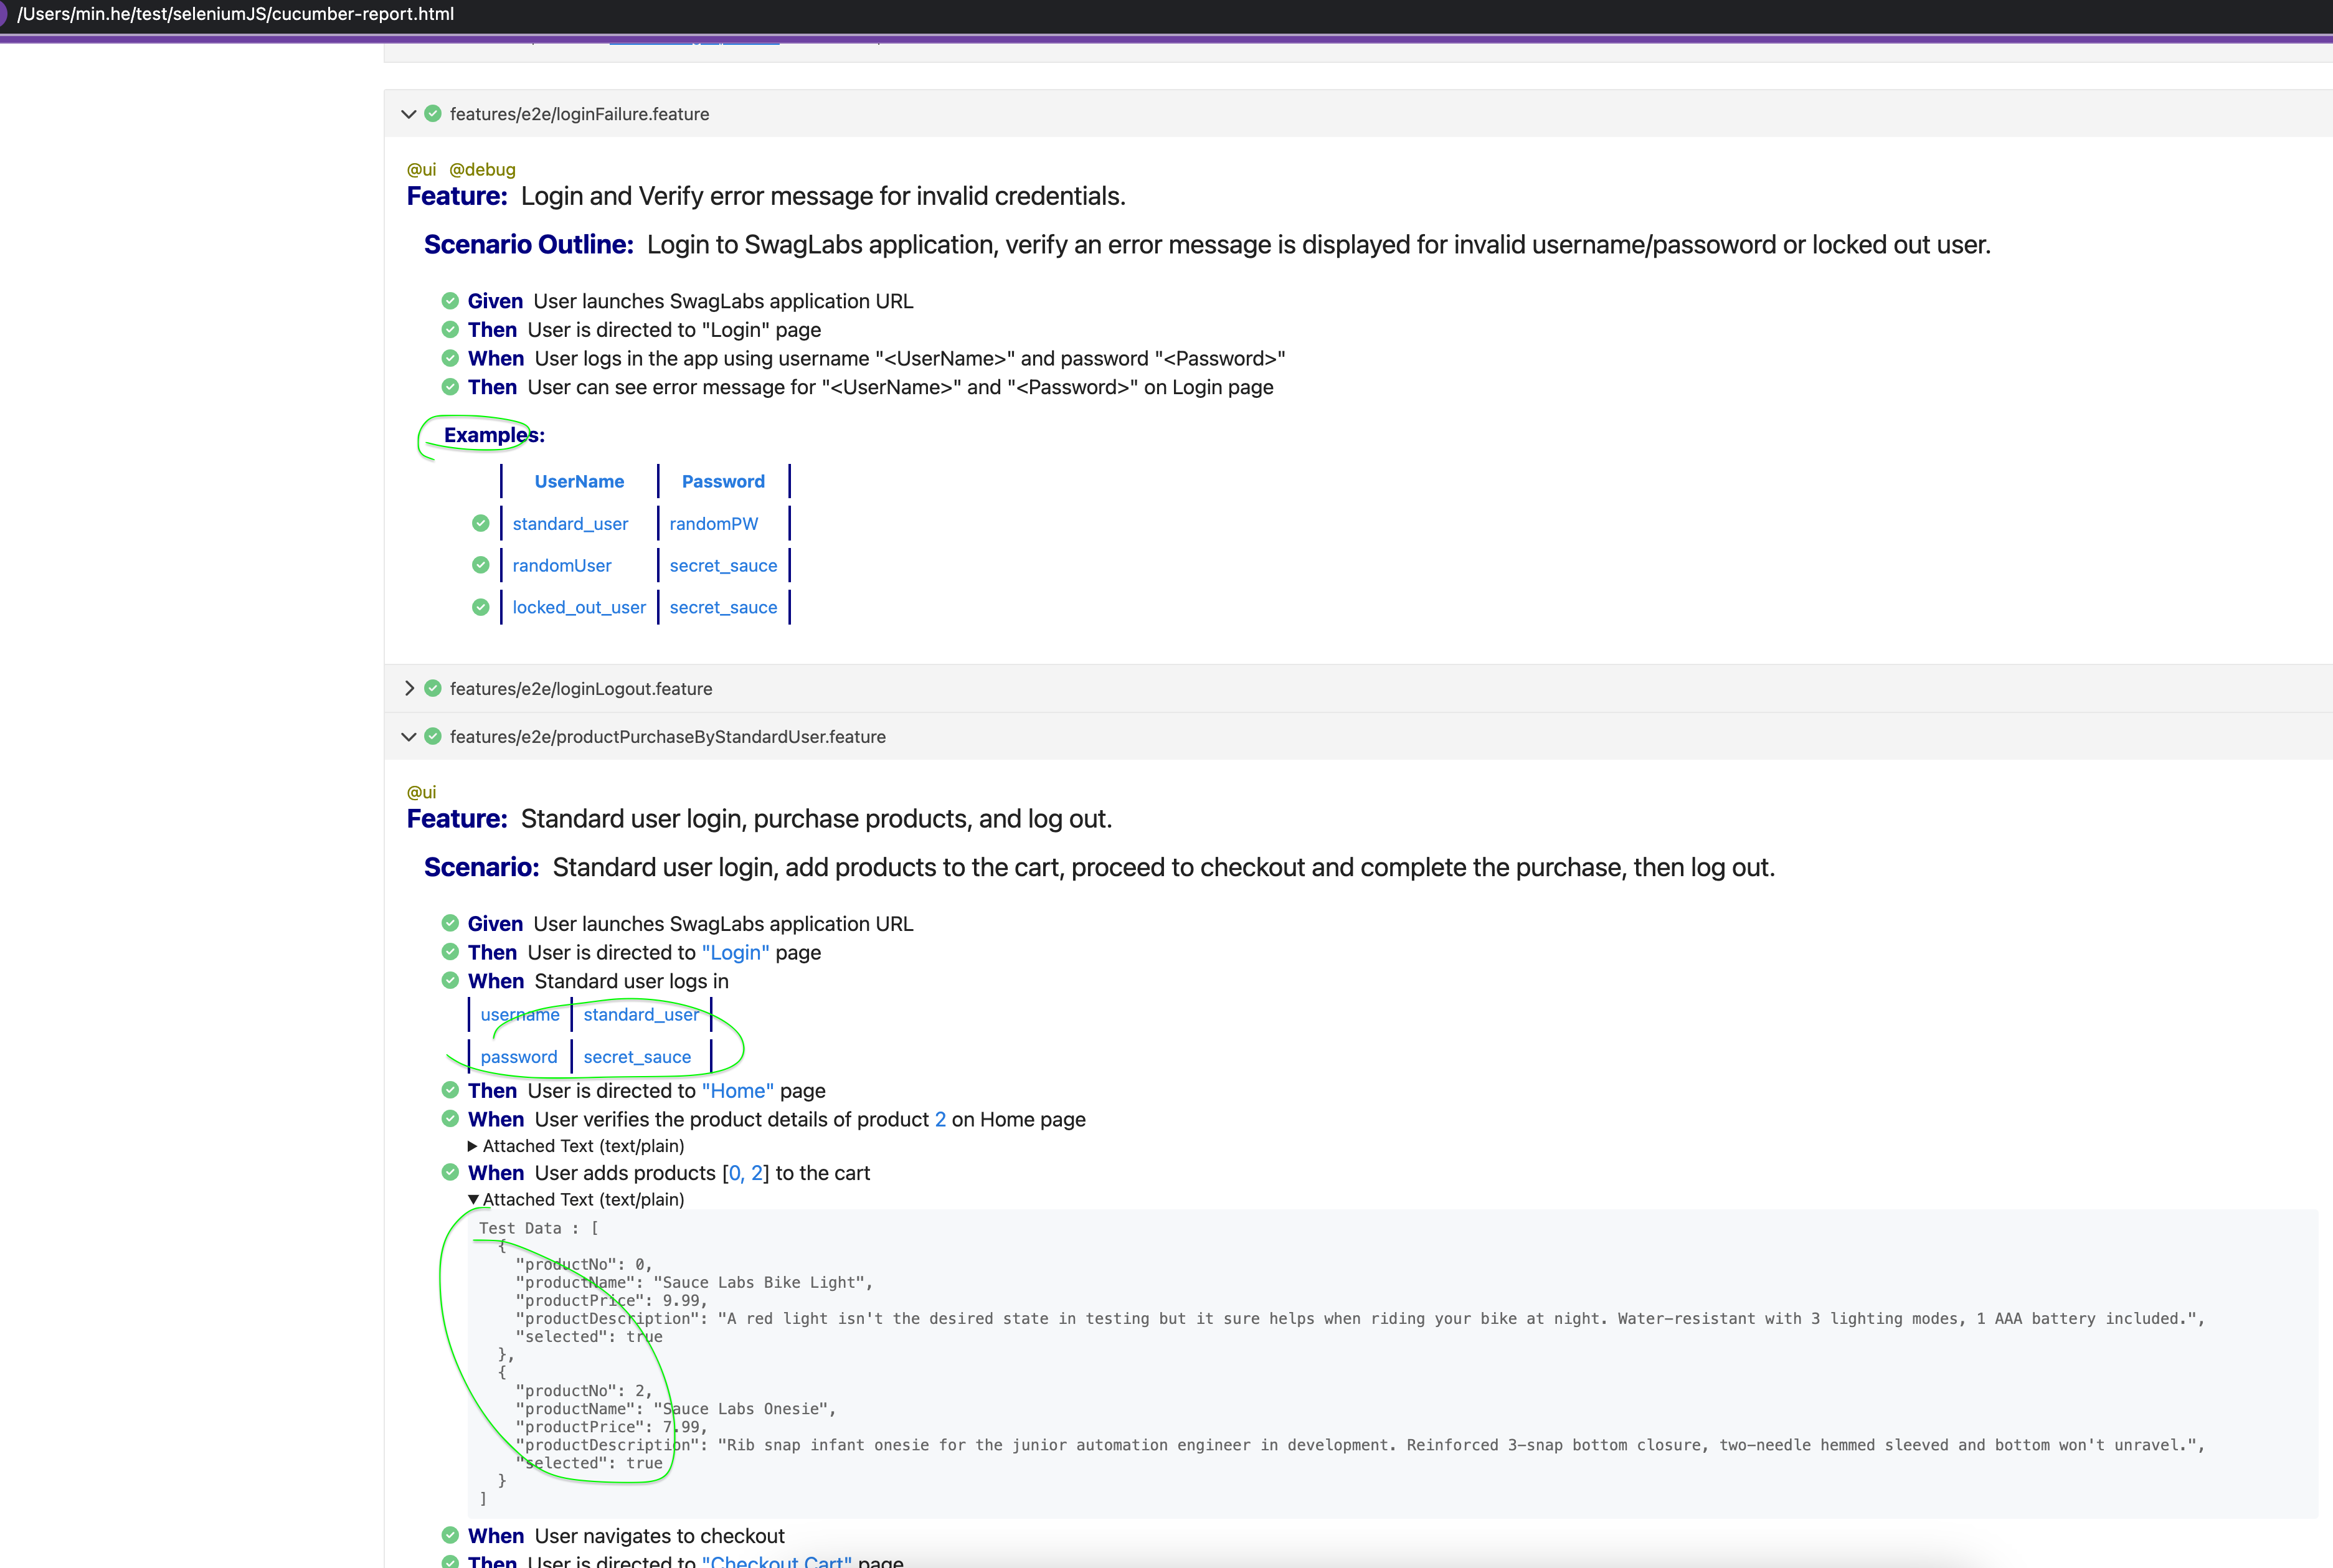 /Users/min.he/test/seleniumJS/cucumber-report.html
features/e2e/loginFailure.feature
@ui @debug
Feature: Login and Verify error message for invalid credentials.
Scenario Outline: Login to SwagLabs application, verify an error message is displayed for invalid username/passoword or locked out user.
Given User launches SwagLabs application URL
Then User is directed to "Login" page
When User logs in the app using username "<UserName>" and password "<Password>"
Then User can see error message for "<UserName>" and "<Password>" on Login page
Examples:
UserName Password
standard_user randomPW
randomUser secret_sauce
locked_out_user secret_sauce
features/e2e/loginLogout.feature
features/e2e/productPurchaseByStandardUser.feature
@ui
Feature: Standard user login, purchase products, and log out.
Scenario: Standard user login, add products to the cart, proceed to checkout and complete the purchase, then log out.
Given User launches SwagLabs application URL
Then User is directed to "Login" page
When Standard user logs in
username standard_user
password secret_sauce
Then User is directed to "Home" page
When User verifies the product details of product 2 on Home page
Attached Text (text/plain)
When User adds products [0, 2] to the cart
Attached Text (text/plain)
Test Data : [
{
"productNo": 0,
"productName": "Sauce Labs Bike Light",
"productPrice": 9.99,
"productDescription": "A red light isn't the desired state in testing but it sure helps when riding your bike at night. Water-resistant with 3 lighting modes, 1 AAA battery included.",
"selected": true
},
{
"productNo": 2,
"productName": "Sauce Labs Onesie",
"productPrice": 7.99,
"productDescription": "Rib snap infant onesie for the junior automation engineer in development. Reinforced 3-snap bottom closure, two-needle hemmed sleeved and bottom won't unravel.",
"selected": true
}
]
When User navigates to checkout
Then User is directed to "Checkout Cart" page